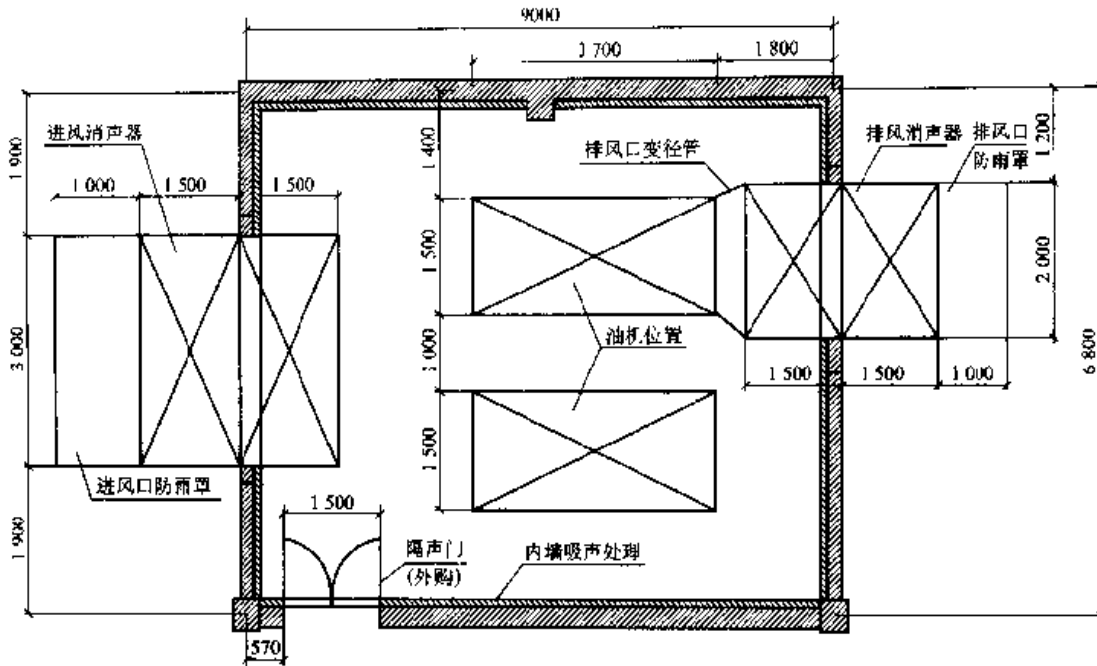 9000
1 700
1 800
进风消声器
1 900
1 000
1 500
1 500
1 400
排风口变径管
排风消声器
排风口
防雨罩
1 200
1 500
2 000
3 000
油机位置
1 000
6 800
1 500
1 500
1 000
1 500
进风口防雨罩
1 500
1 900
隔声门
(外购)
内墙吸声处理
570